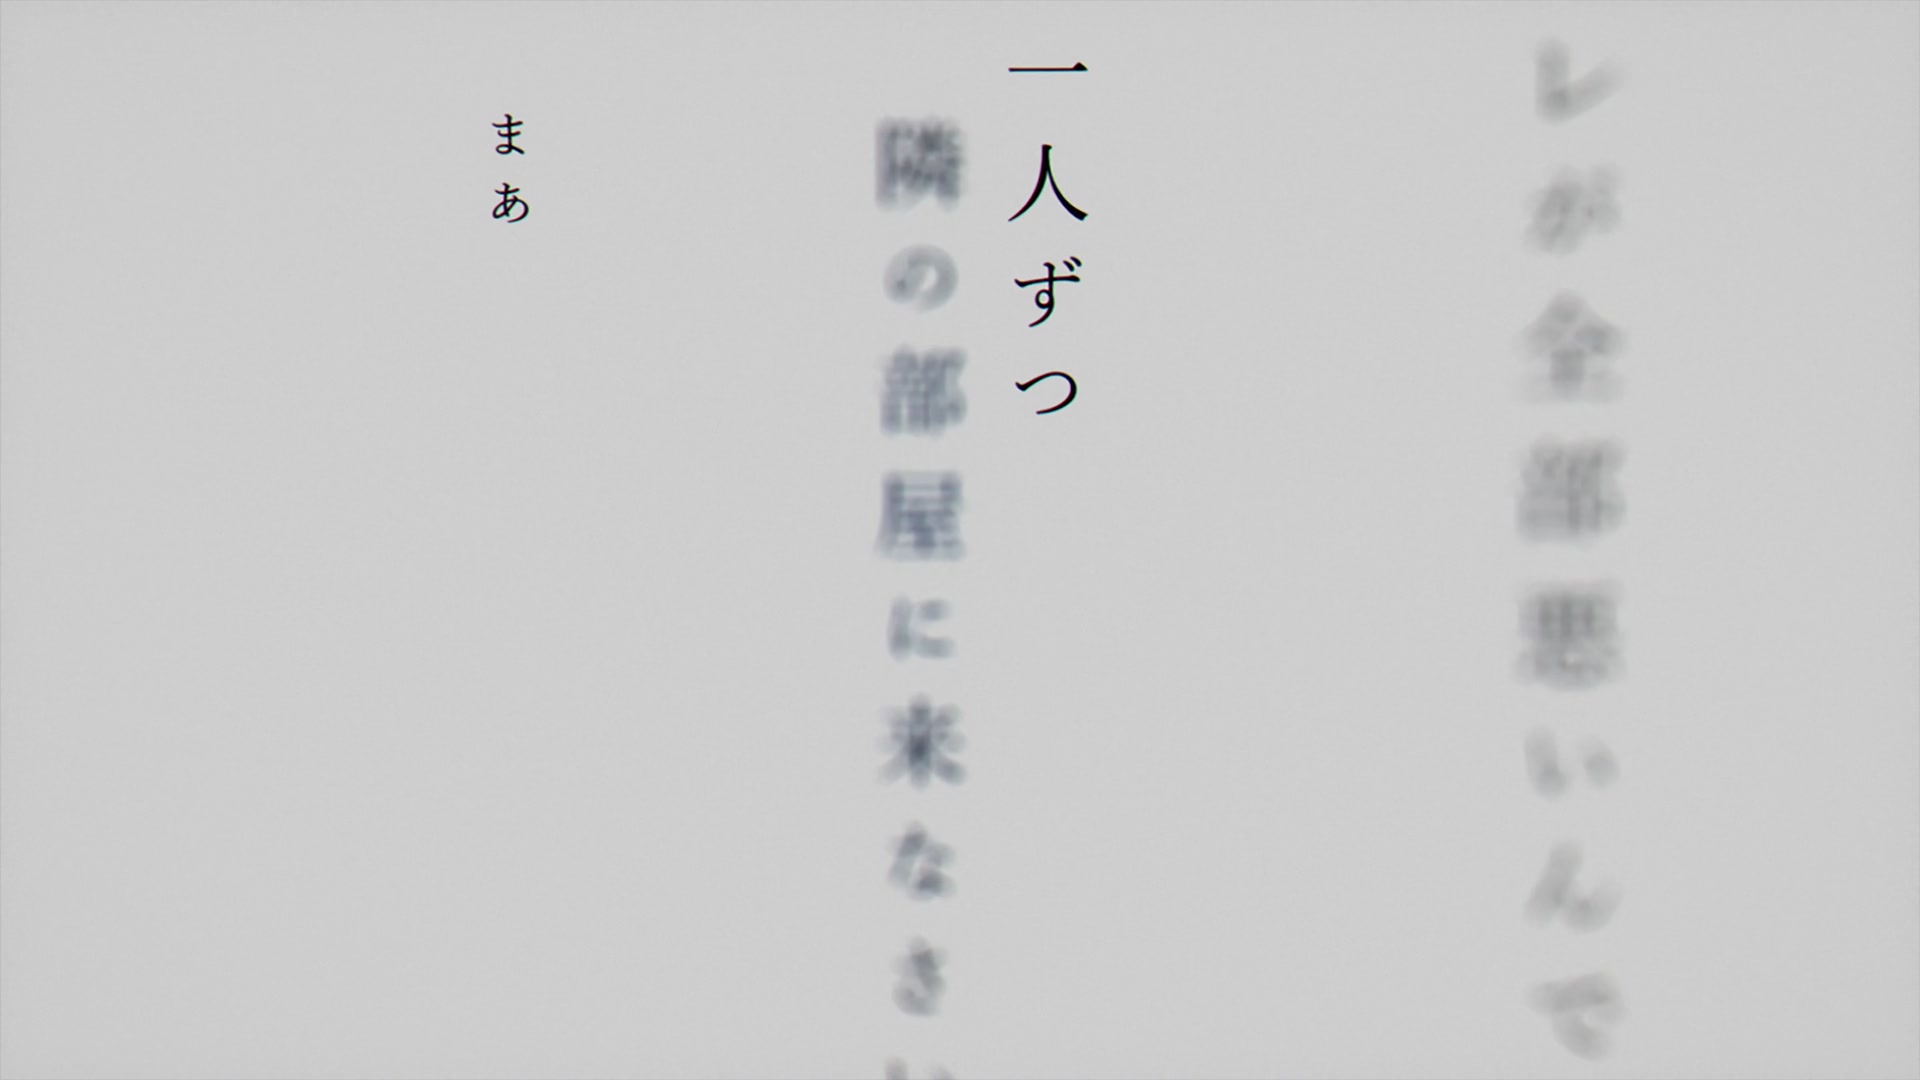 レが全部悪いんで
一人ずつ
隣の部屋に来なさい
まぁ